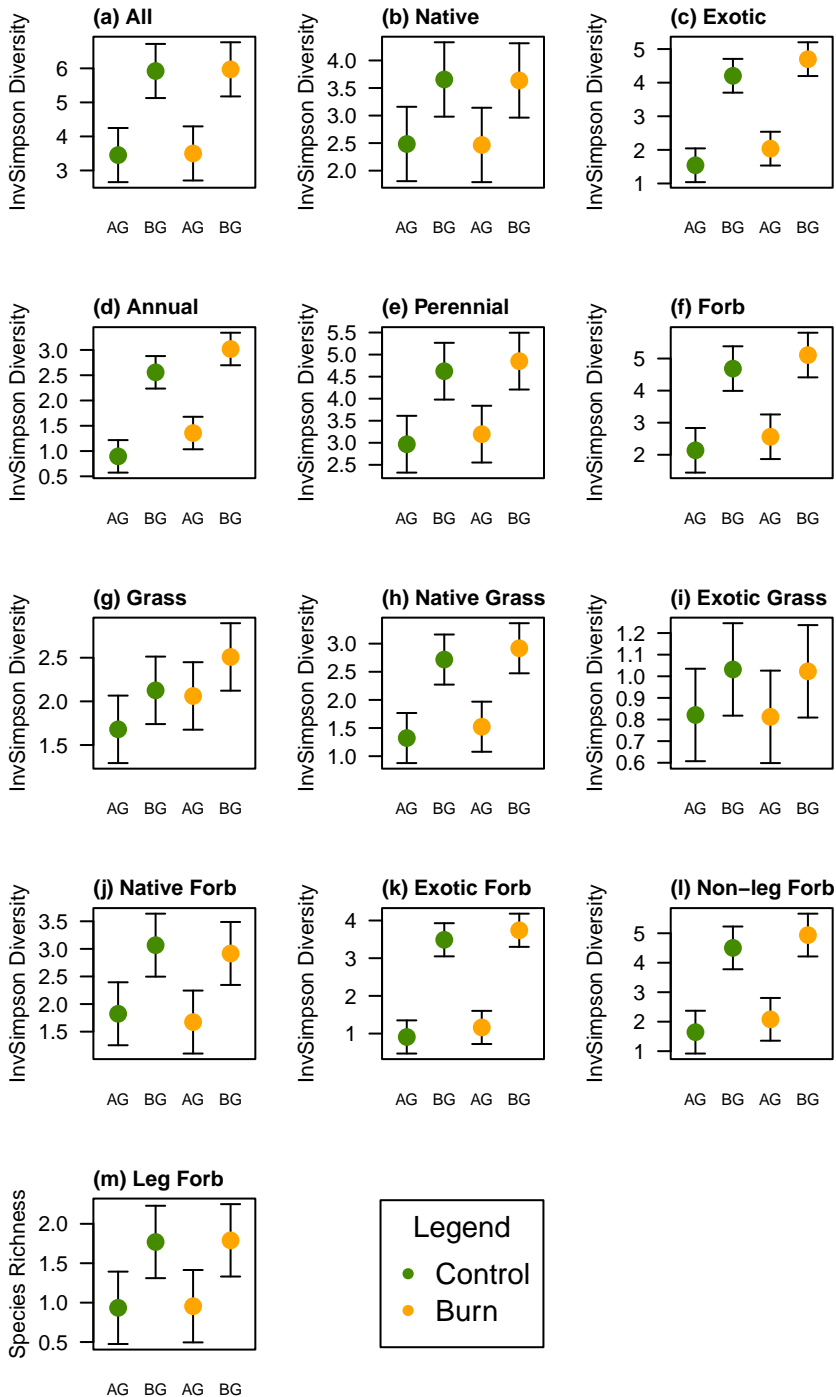 (a) All
InvSimpson Diversity
6
5
4
3
AG BG AG BG
(b) Native
InvSimpson Diversity
4.0
3.5
3.0
2.5
2.0
AG BG AG BG
(c) Exotic
InvSimpson Diversity
5
4
3
2
1
AG BG AG BG
(d) Annual
InvSimpson Diversity
3.0
2.5
2.0
1.5
1.0
0.5
AG BG AG BG
(e) Perennial
InvSimpson Diversity
5.5
5.0
4.5
4.0
3.5
3.0
2.5
AG BG AG BG
(f) Forb
InvSimpson Diversity
5
4
3
2
AG BG AG BG
(g) Grass
InvSimpson Diversity
2.5
2.0
1.5
AG BG AG BG
(h) Native Grass
InvSimpson Diversity
3.0
2.5
2.0
1.5
1.0
AG BG AG BG
(i) Exotic Grass
InvSimpson Diversity
1.2
1.1
1.0
0.9
0.8
0.7
0.6
AG BG AG BG
(j) Native Forb
InvSimpson Diversity
3.5
3.0
2.5
2.0
1.5
AG BG AG BG
(k) Exotic Forb
InvSimpson Diversity
4
3
2
1
AG BG AG BG
(l) Non−leg Forb
InvSimpson Diversity
5
4
3
2
1
AG BG AG BG
(m) Leg Forb
Species Richness
2.0
1.5
1.0
0.5
AG BG AG BG
Legend
Control
Burn